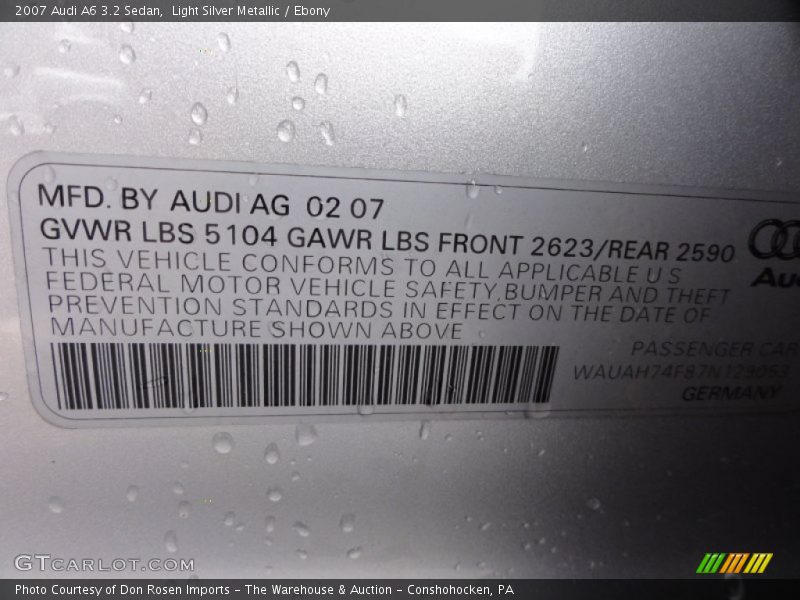 2007 Audi A6 3.2 Sedan,  Light Silver Metallic / Ebony
MFD. BY AUDI AG 02 07
GVWR LBS 5104 GAWR LBS FRONT 2623/REAR 2590
THIS VEHICLE CONFORMS TO ALL APPLICABLE U S
FEDERAL MOTOR VEHICLE SAFETY,BUMPER AND THEFT
PREVENTION STANDARDS IN EFFECT ON THE DATE OF
MANUFACTURE SHOWN ABOVE
Aud
PASSENGER CAR
WAUAH74F87N129053
GERMANY
GTCARLOT.COM
Photo Courtesy of Don Rosen Imports – The Warehouse & Auction – Conshohocken, PA